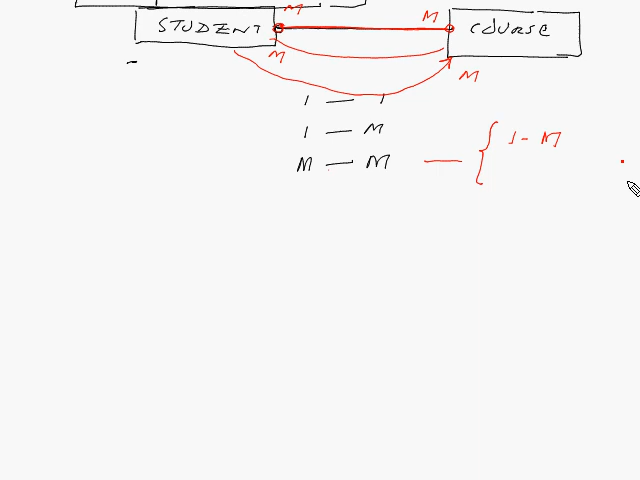 M M
STUDENT COURSE
M M
1 — 1
1 — M
M — M — { 1 - M